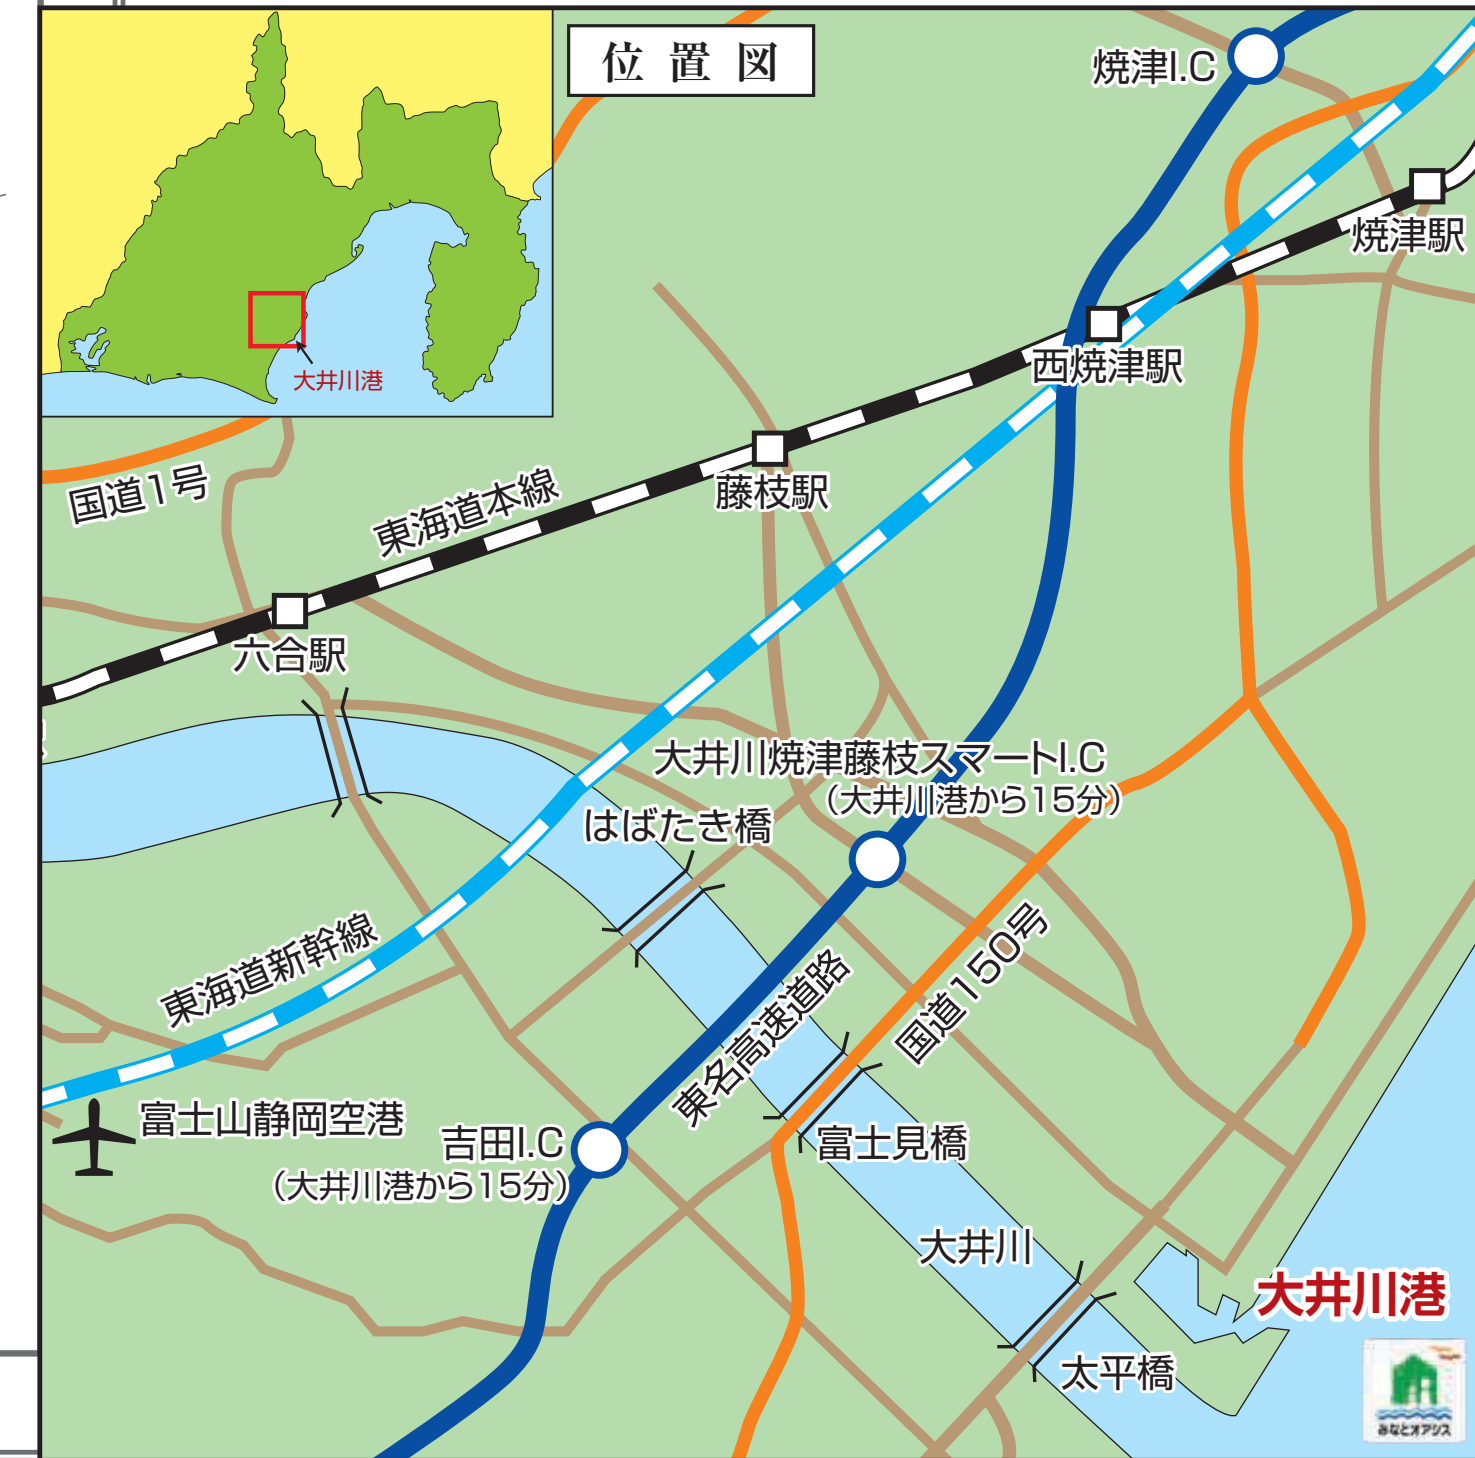 位置図
焼津I.C
焼津駅
西焼津駅
大井川港
国道1号
東海道本線
藤枝駅
六合駅
大井川焼津藤枝スマートI.C
（大井川港から15分）
はばたき橋
東海道新幹線
東名高速道路
国道150号
富士山静岡空港
吉田I.C
（大井川港から15分）
富士見橋
大井川
大井川港
太平橋
みなとオアシス